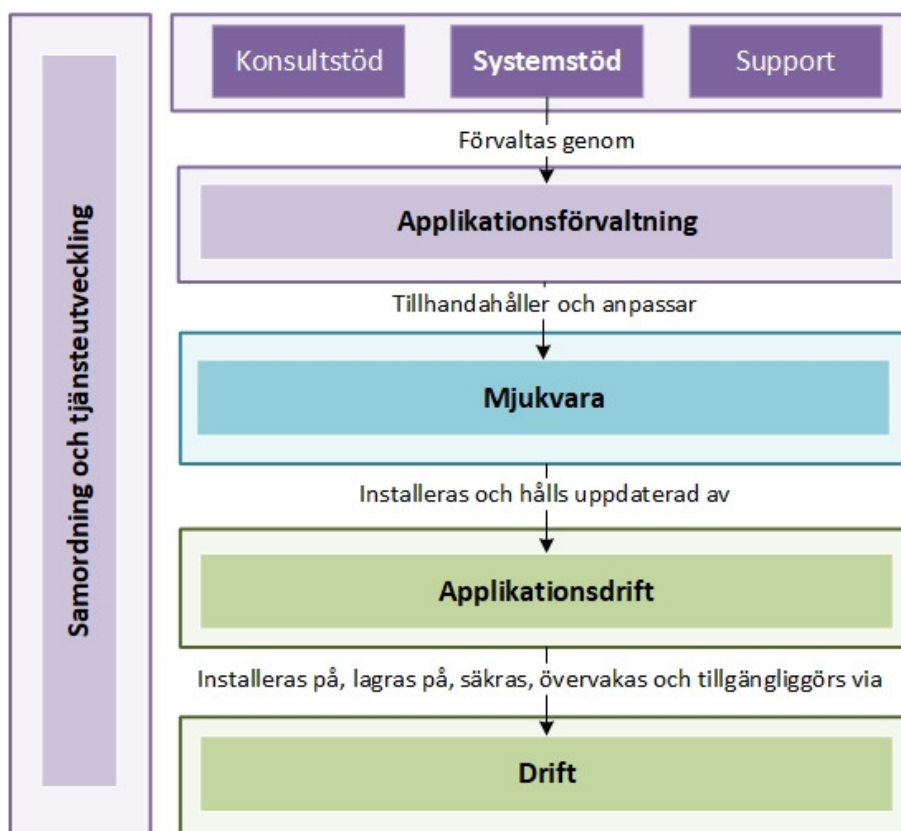 Samordning och tjänsteutveckling
Konsultstöd
Systemstöd
Support
Förvaltas genom
Applikationsförvaltning
Tillhandahåller och anpassar
Mjukvara
Installeras och hålls uppdaterad av
Applikationsdrift
Installeras på, lagras på, säkras, övervakas och tillgängliggörs via
Drift